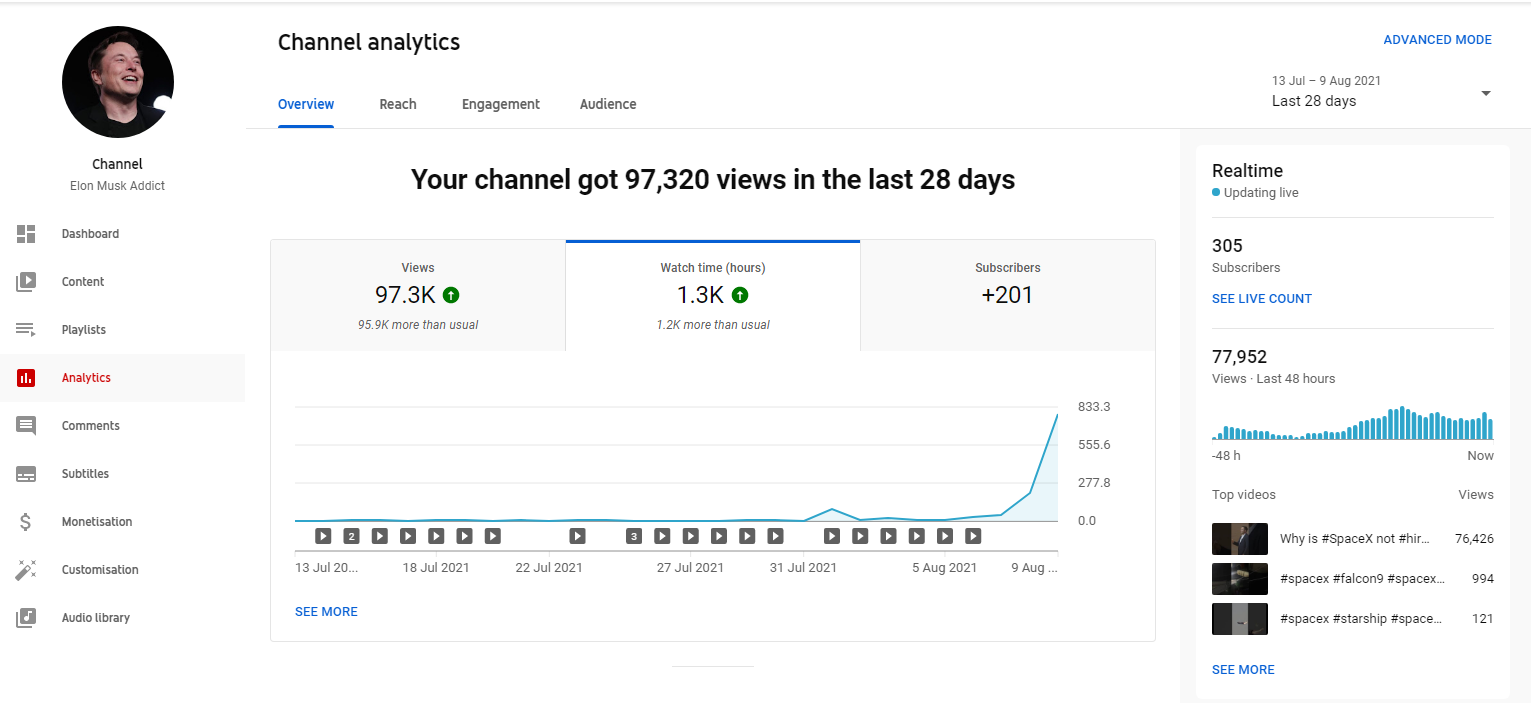 Channel analytics
ADVANCED MODE
13 Jul – 9 Aug 2021
Last 28 days
Overview
Reach
Engagement
Audience
Channel
Elon Musk Addict
Dashboard
Content
Playlists
Analytics
Comments
Subtitles
Monetisation
Customisation
Audio library
Your channel got 97,320 views in the last 28 days
Views
97.3K
95.9K more than usual
Watch time (hours)
1.3K
1.2K more than usual
Subscribers
+201
833.3
555.6
277.8
0.0
2
3
13 Jul 20...
18 Jul 2021
22 Jul 2021
27 Jul 2021
31 Jul 2021
5 Aug 2021
9 Aug ...
SEE MORE
Realtime
Updating live
305
Subscribers
SEE LIVE COUNT
77,952
Views · Last 48 hours
-48 h
Now
Top videos
Views
Why is #SpaceX not #hir... 76,426
#spacex #falcon9 #spacex... 994
#spacex #starship #space... 121
SEE MORE